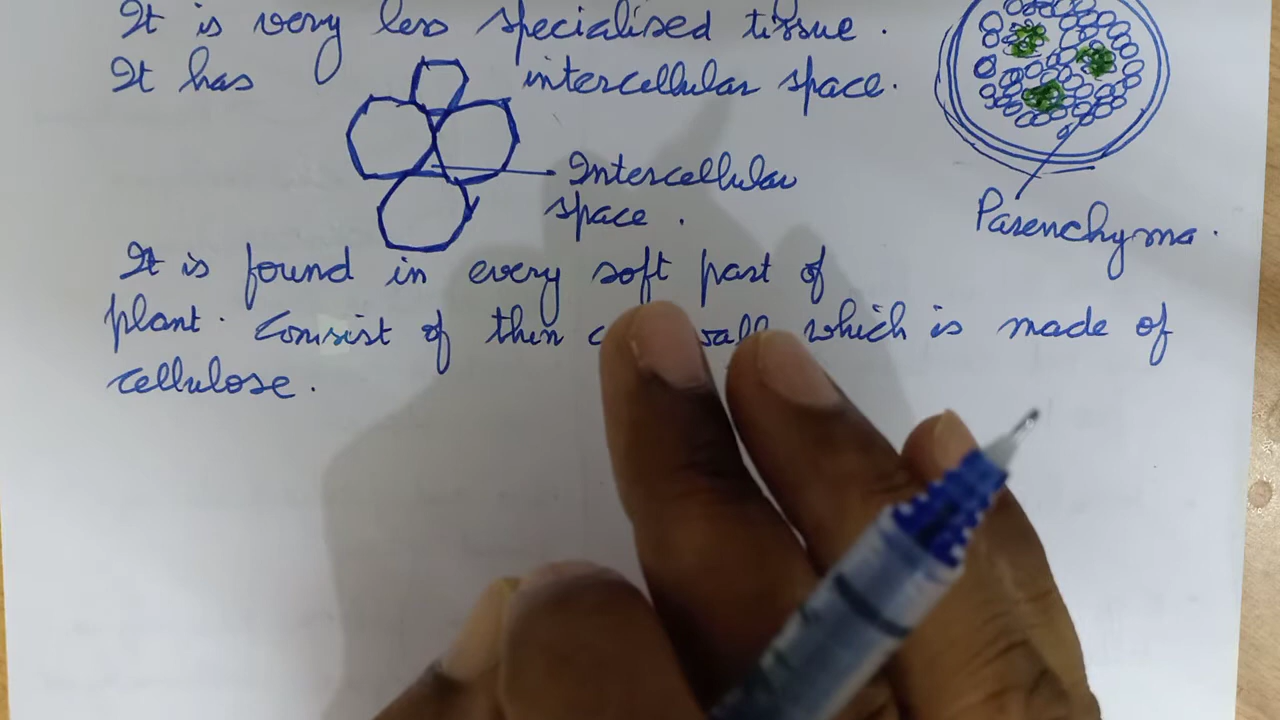 It is very less specialised tissue.
It has intercellular space.
Intercellular
space.
Parenchyma.
It is found in every soft part of
plant. Consist of thin which is made of
cellulose.